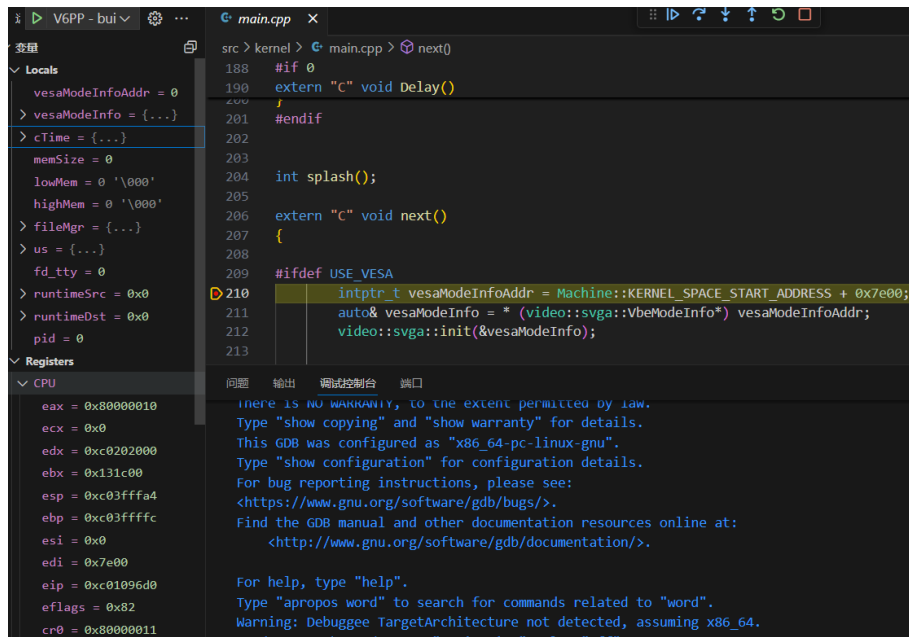 V6PP - bui
main.cpp
变量
src > kernel > main.cpp > next()
Locals
vesaModeInfoAddr = 0
vesaModeInfo = {...}
cTime = {...}
memSize = 0
lowMem = 0 '\000'
highMem = 0 '\000'
fileMgr = {...}
us = {...}
fd_tty = 0
runtimeSrc = 0x0
runtimeDst = 0x0
pid = 0
Registers
CPU
eax = 0x80000010
ecx = 0x0
edx = 0xc0202000
ebx = 0x131c00
esp = 0xc03fffa4
ebp = 0xc03ffffc
esi = 0x0
edi = 0x7e00
eip = 0xc01096d0
eflags = 0x82
cr0 = 0x80000011
188 #if 0
190 extern "C" void Delay()
200 }
201 #endif
202
203
204 int splash();
205
206 extern "C" void next()
207 {
208
209 #ifdef USE_VESA
210 intptr_t vesaModeInfoAddr = Machine::KERNEL_SPACE_START_ADDRESS + 0x7e00;
211 auto& vesaModeInfo = * (video::svga::VbeModeInfo*) vesaModeInfoAddr;
212 video::svga::init(&vesaModeInfo);
213
问题 输出 调试控制台 端口
There is NO WARRANTY, to the extent permitted by law.
Type "show copying" and "show warranty" for details.
This GDB was configured as "x86_64-pc-linux-gnu".
Type "show configuration" for configuration details.
For bug reporting instructions, please see:
<https://www.gnu.org/software/gdb/bugs/>.
Find the GDB manual and other documentation resources online at:
<http://www.gnu.org/software/gdb/documentation/>.
For help, type "help".
Type "apropos word" to search for commands related to "word".
Warning: Debuggee TargetArchitecture not detected, assuming x86_64.